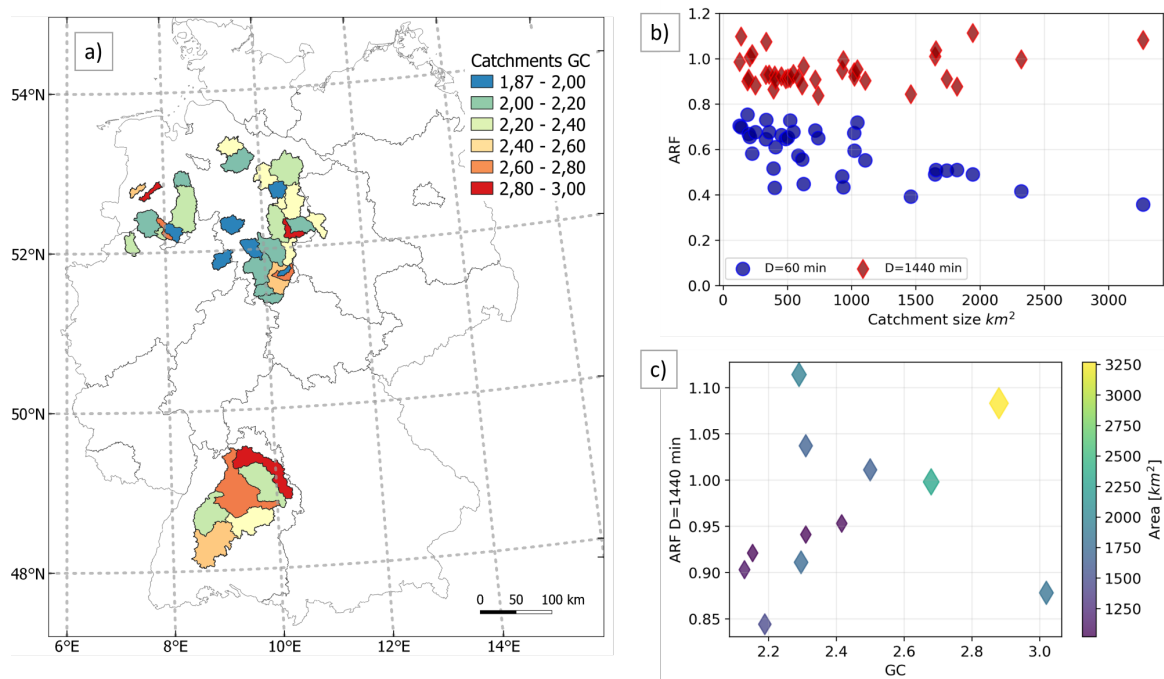 a)
Catchments GC
1,87 - 2,00
2,00 - 2,20
2,20 - 2,40
2,40 - 2,60
2,60 - 2,80
2,80 - 3,00
54°N
52°N
50°N
48°N
0 50 100 km
6°E 8°E 10°E 12°E 14°E
b)
1.2
1.0
0.8
0.6
0.4
0.2
0.0
ARF
D=60 min D=1440 min
0 500 1000 1500 2000 2500 3000
Catchment size km²
c)
1.10
1.05
1.00
0.95
0.90
0.85
ARF D=1440 min
2.2 2.4 2.6 2.8 3.0
GC
3250
3000
2750
2500
2250
2000
1750
1500
1250
Area [km²]